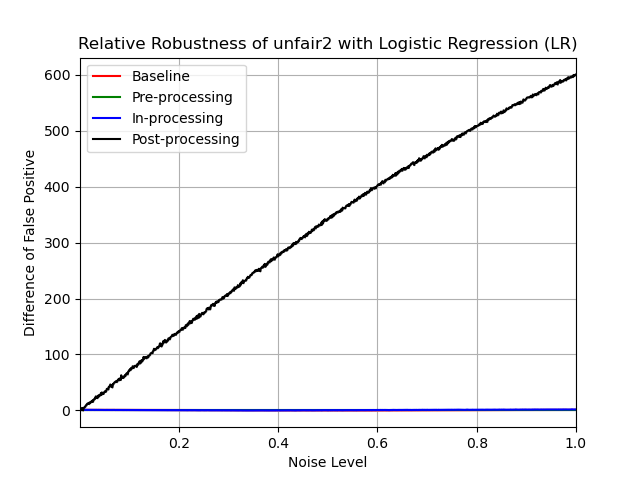 Relative Robustness of unfair2 with Logistic Regression (LR)
Baseline
Pre-processing
In-processing
Post-processing
Difference of False Positive
600
500
400
300
200
100
0
0.2 0.4 0.6 0.8 1.0
Noise Level